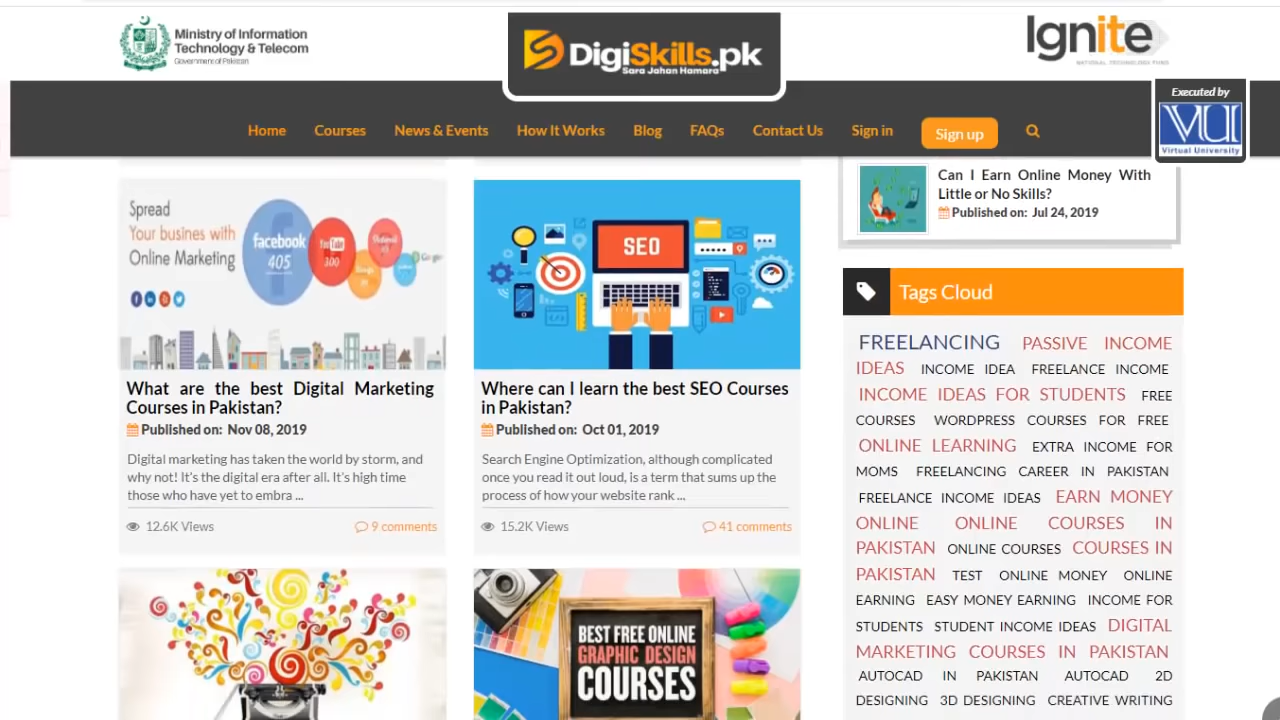 Ministry of Information
Technology & Telecom
Government of Pakistan
DigiSkills.pk
Sara Jahan Hamara
Ignite
NATIONAL TECHNOLOGY FUND
Executed by
VU
Virtual University
Home Courses News & Events How It Works Blog FAQs Contact Us Sign in Sign up
Spread
Your busines with
Online Marketing
facebook
405
YouTube
300
SEO
What are the best Digital Marketing
Courses in Pakistan?
Published on: Nov 08, 2019
Digital marketing has taken the world by storm, and
why not! It's the digital era after all. It's high time
those who have yet to embra ...
12.6K Views 9 comments
Where can I learn the best SEO Courses
in Pakistan?
Published on: Oct 01, 2019
Search Engine Optimization, although complicated
once you read it out loud, is a term that sums up the
process of how your website rank ...
15.2K Views 41 comments
BEST FREE ONLINE
GRAPHIC DESIGN
COURSES
Can I Earn Online Money With
Little or No Skills?
Published on: Jul 24, 2019
Tags Cloud
FREELANCING PASSIVE INCOME
IDEAS INCOME IDEA FREELANCE INCOME
INCOME IDEAS FOR STUDENTS FREE
COURSES WORDPRESS COURSES FOR FREE
ONLINE LEARNING EXTRA INCOME FOR
MOMS FREELANCING CAREER IN PAKISTAN
FREELANCE INCOME IDEAS EARN MONEY
ONLINE ONLINE COURSES IN
PAKISTAN ONLINE COURSES COURSES IN
PAKISTAN TEST ONLINE MONEY ONLINE
EARNING EASY MONEY EARNING INCOME FOR
STUDENTS STUDENT INCOME IDEAS DIGITAL
MARKETING COURSES IN PAKISTAN
AUTOCAD IN PAKISTAN AUTOCAD 2D
DESIGNING 3D DESIGNING CREATIVE WRITING